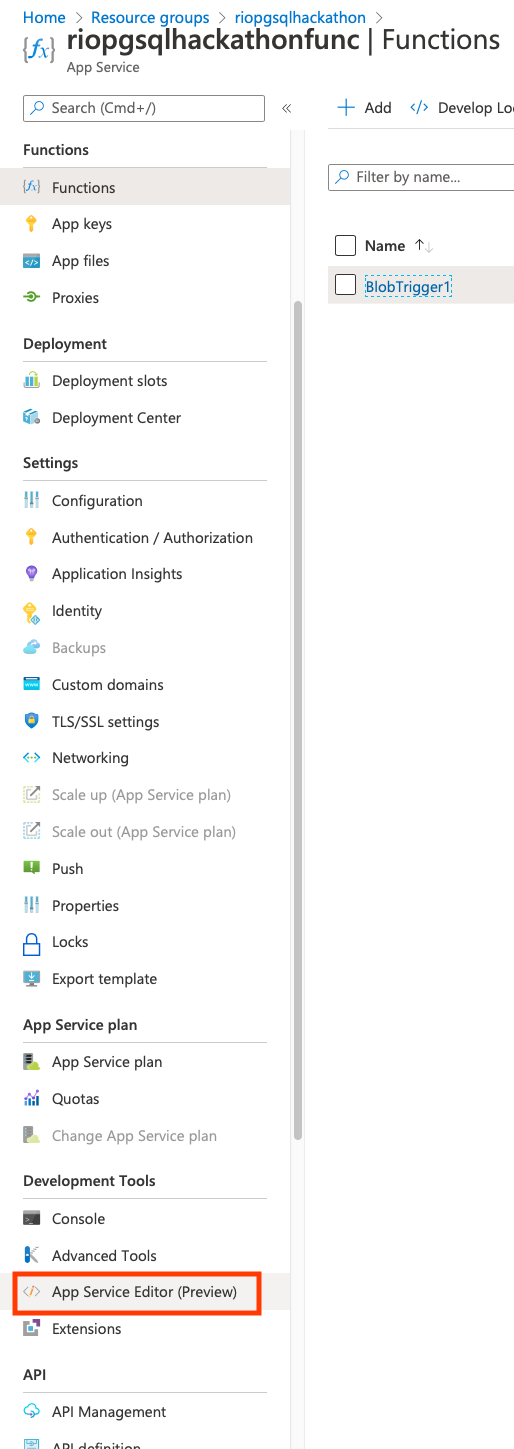 Home > Resource groups > riopgsqlhackathon >
riopgsqlhackathonfunc | Functions
App Service
Search (Cmd+/)
«
Add
Develop Loc
Functions
Functions
App keys
App files
Proxies
Filter by name...
Name ↑↓
BlobTrigger1
Deployment
Deployment slots
Deployment Center
Settings
Configuration
Authentication / Authorization
Application Insights
Identity
Backups
Custom domains
TLS/SSL settings
Networking
Scale up (App Service plan)
Scale out (App Service plan)
Push
Properties
Locks
Export template
App Service plan
App Service plan
Quotas
Change App Service plan
Development Tools
Console
Advanced Tools
App Service Editor (Preview)
Extensions
API
API Management
API definition